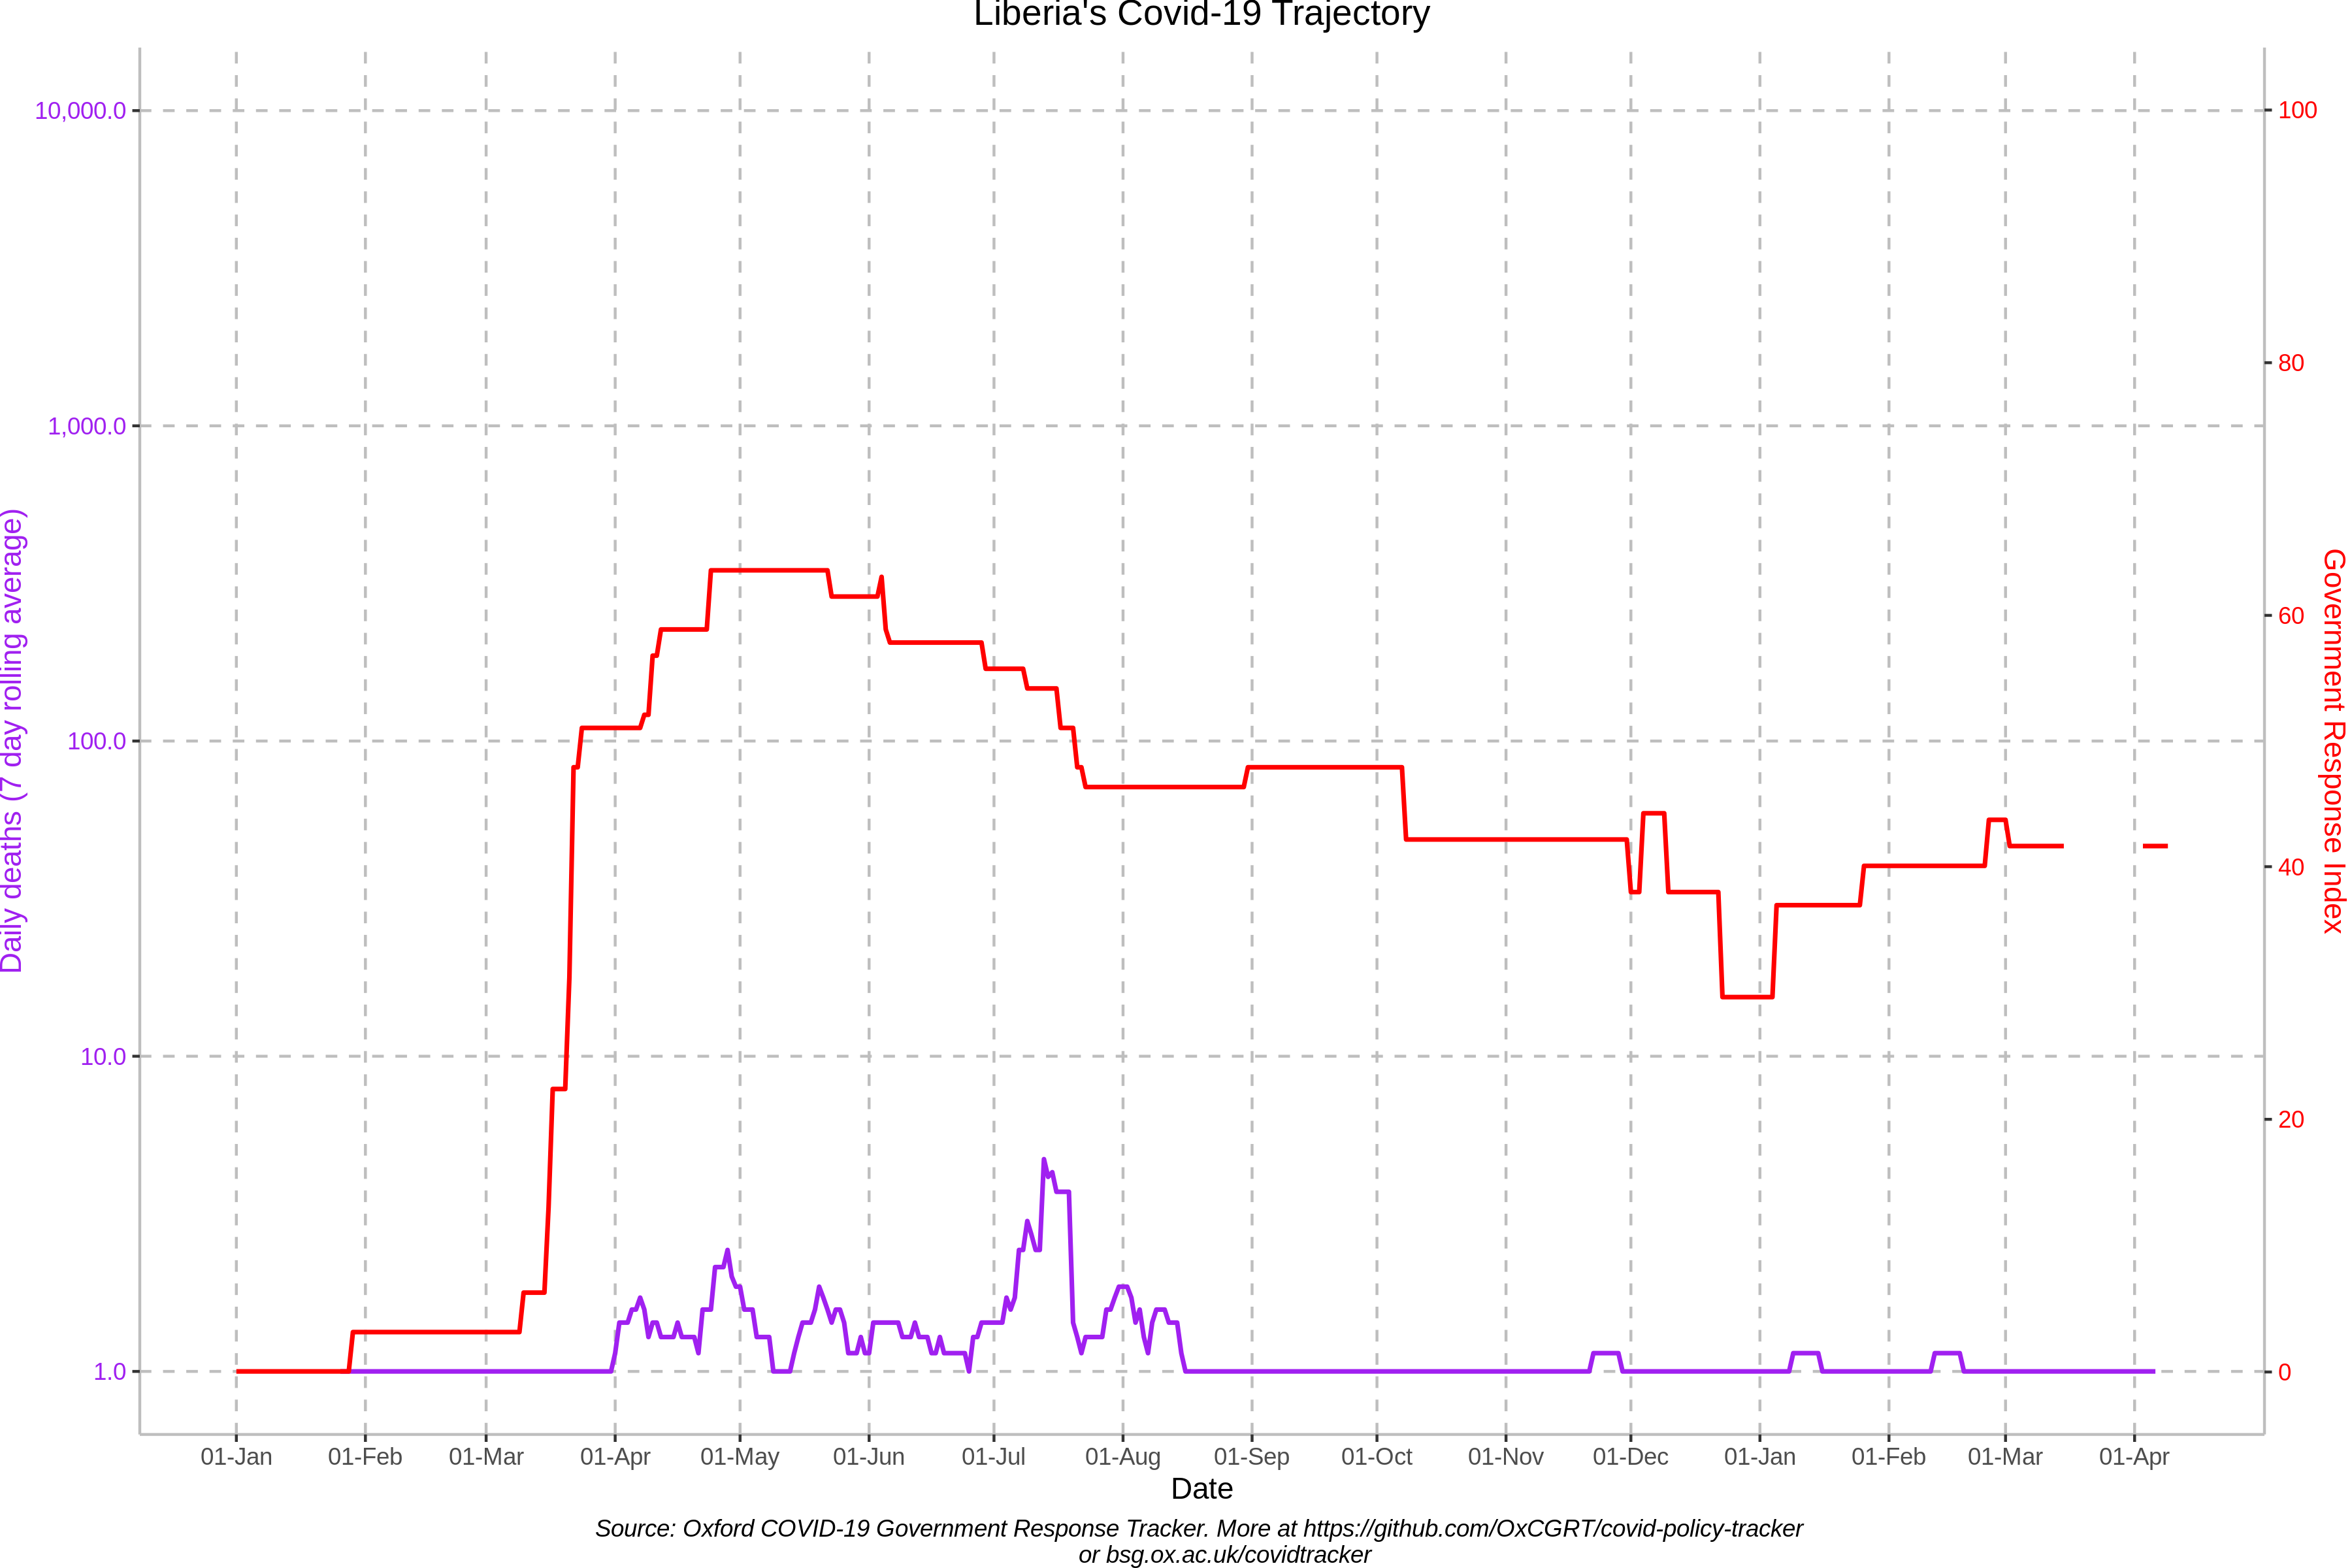 Liberia's Covid-19 Trajectory
10,000.0
1,000.0
100.0
10.0
1.0
Daily deaths (7 day rolling average)
100
80
60
40
20
0
Government Response Index
01-Jan 01-Feb 01-Mar 01-Apr 01-May 01-Jun 01-Jul 01-Aug 01-Sep 01-Oct 01-Nov 01-Dec 01-Jan 01-Feb 01-Mar 01-Apr
Date
Source: Oxford COVID-19 Government Response Tracker. More at https://github.com/OxCGRT/covid-policy-tracker
or bsg.ox.ac.uk/covidtracker